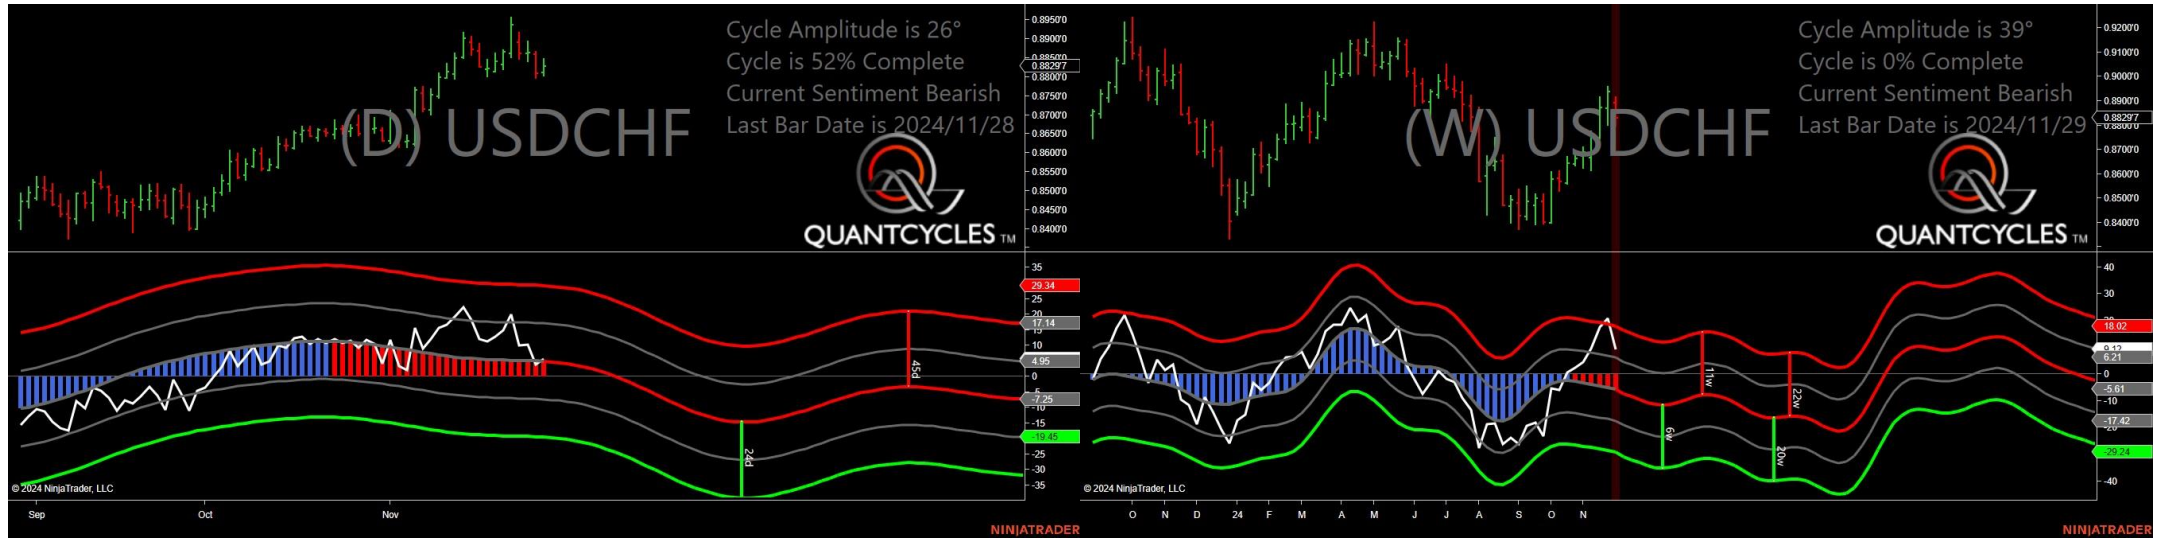 Cycle Amplitude is 26°
Cycle is 52% Complete
Current Sentiment Bearish
Last Bar Date is 2024/11/28
(D) USDCHF
QUANTCYCLES TM
0.8950'0
0.8900'0
0.8829'7
0.8800'0
0.8750'0
0.8700'0
0.8650'0
0.8600'0
0.8550'0
0.8500'0
0.8450'0
0.8400'0
35
29.34
25
17.14
10
4.95
0
-7.25
-10
-15
-19.45
-25
-30
-35
45d
24d
© 2024 NinjaTrader, LLC
Sep Oct Nov
NINJATRADER
Cycle Amplitude is 39°
Cycle is 0% Complete
Current Sentiment Bearish
Last Bar Date is 2024/11/29
(W) USDCHF
QUANTCYCLES TM
0.9200'0
0.9100'0
0.9000'0
0.8900'0
0.8829'7
0.8800'0
0.8700'0
0.8600'0
0.8500'0
0.8400'0
40
30
18.02
9.12
6.21
0
-5.61
-10
-17.42
-29.24
-40
11w
22w
6w
20w
© 2024 NinjaTrader, LLC
O N D 24 F M A M J J A S O N
NINJATRADER